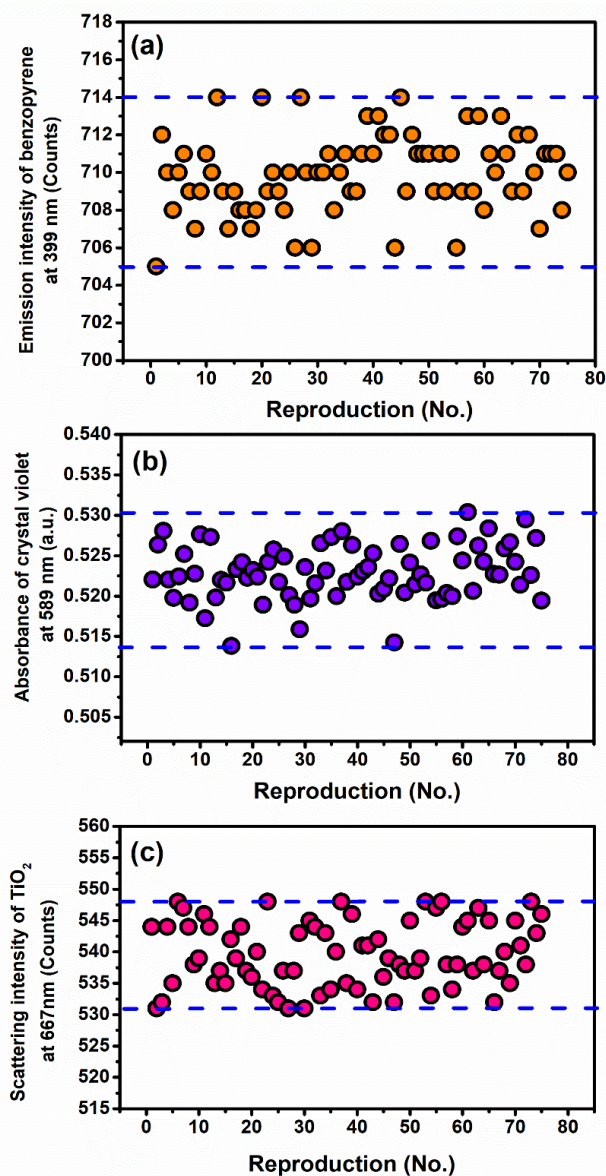 (a)
718
716
714
712
710
708
706
704
702
700
Emission intensity of benzopyrene
at 399 nm (Counts)
0 10 20 30 40 50 60 70 80
Reproduction (No.)
(b)
0.540
0.535
0.530
0.525
0.520
0.515
0.510
0.505
Absorbance of crystal violet
at 589 nm (a.u.)
0 10 20 30 40 50 60 70 80
Reproduction (No.)
(c)
560
555
550
545
540
535
530
525
520
515
Scattering intensity of TiO₂
at 667nm (Counts)
0 10 20 30 40 50 60 70 80
Reproduction (No.)